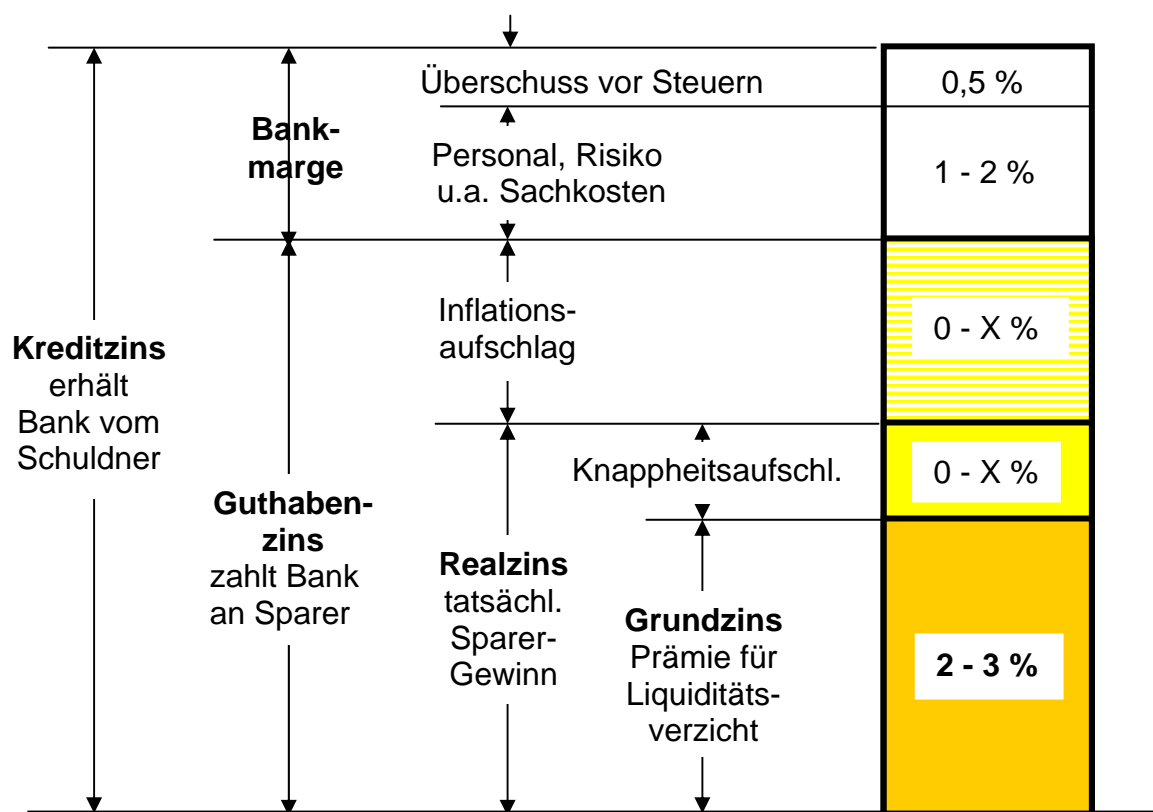 Überschuss vor Steuern
0,5 %
Bank-
marge
Personal, Risiko
u.a. Sachkosten
1 - 2 %
Inflations-
aufschlag
0 - X %
Kreditzins
erhält
Bank vom
Schuldner
Knappheitsaufschl.
0 - X %
Guthaben-
zins
zahlt Bank
an Sparer
Realzins
tatsächl.
Sparer-
Gewinn
Grundzins
Prämie für
Liquiditäts-
verzicht
2 - 3 %